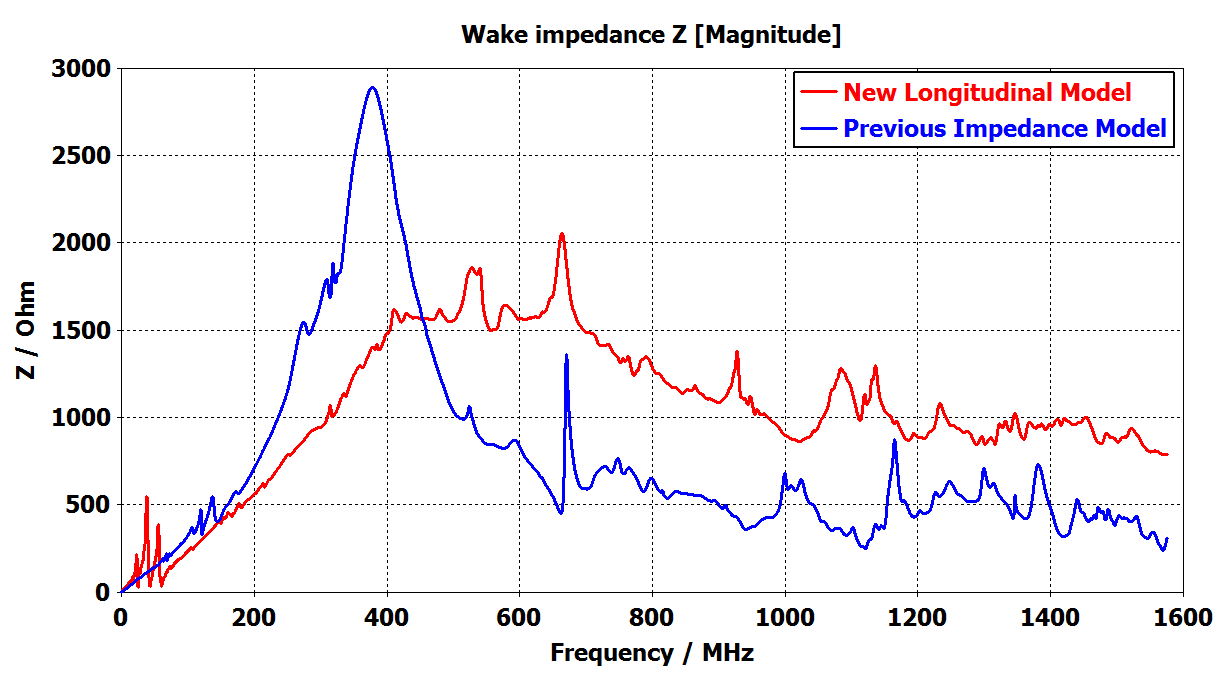 Wake impedance Z [Magnitude]
3000
2500
2000
1500
1000
500
0
Z / Ohm
New Longitudinal Model
Previous Impedance Model
0 200 400 600 800 1000 1200 1400 1600
Frequency / MHz